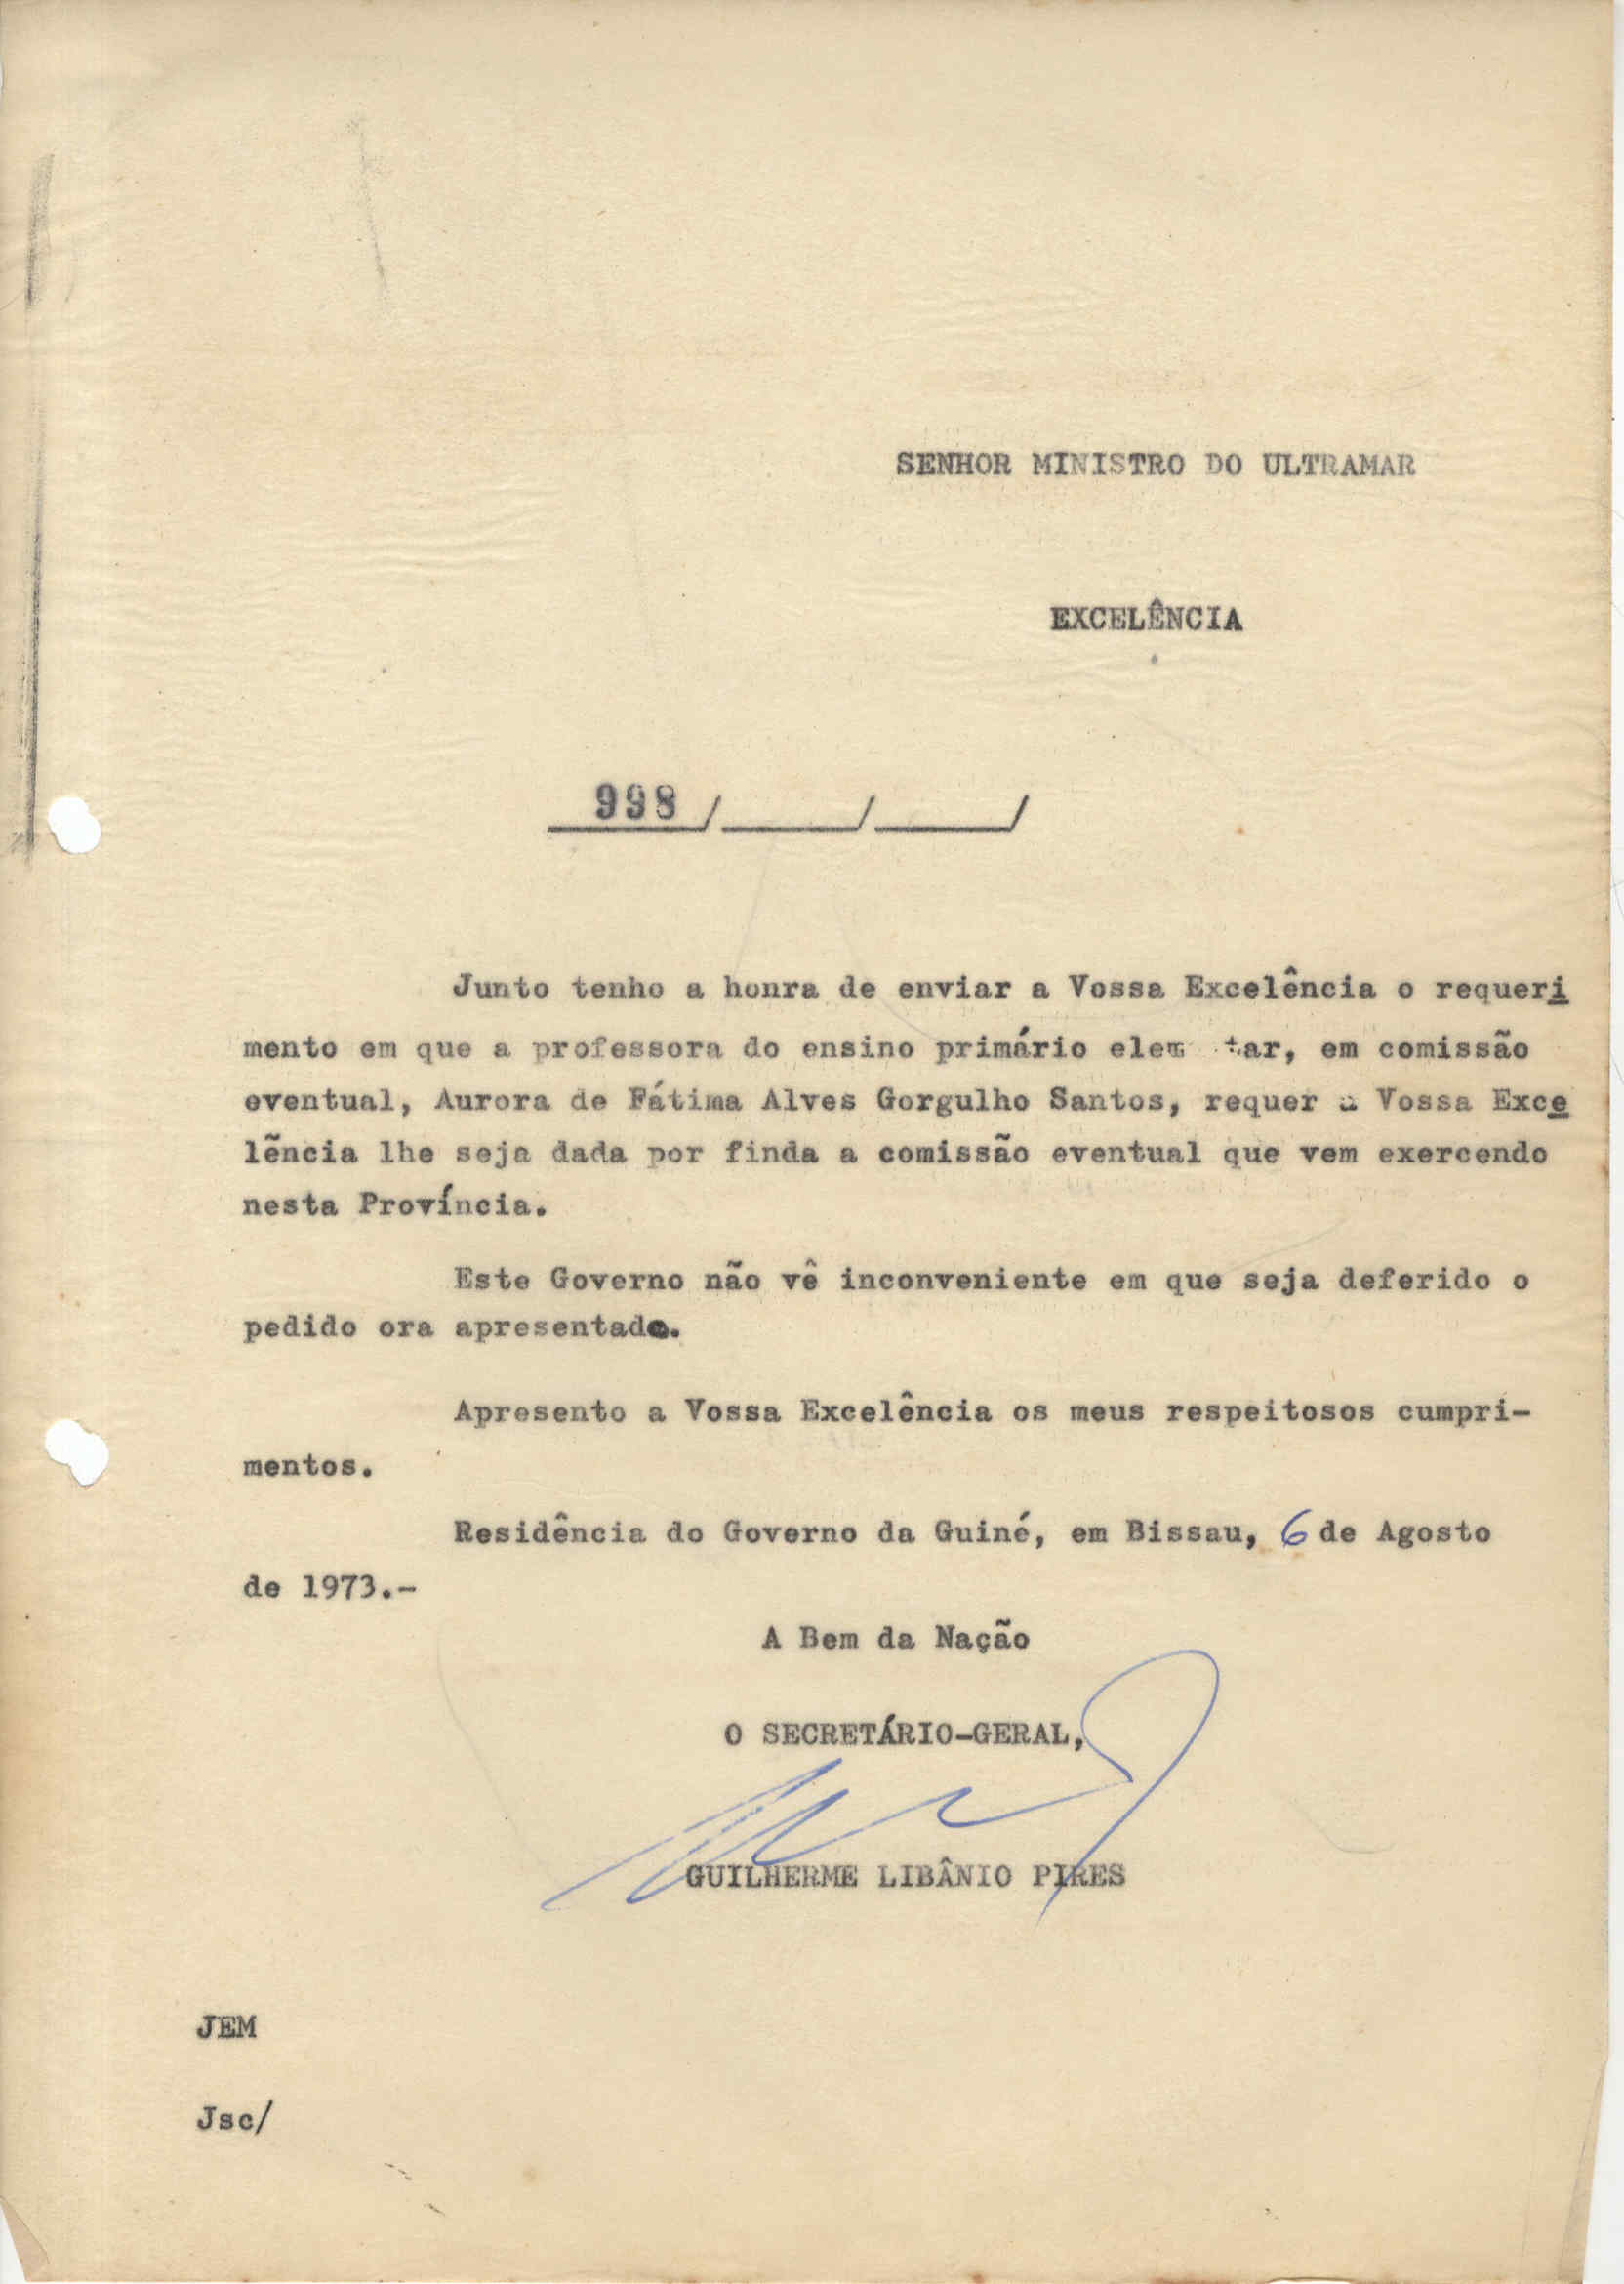 SENHOR MINISTRO DO ULTRAMAR
EXCELÊNCIA
998/____/____/
Junto tenho a honra de enviar a Vossa Excelência o requeri
mento em que a professora do ensino primário elem tar, em comissão
eventual, Aurora de Fátima Alves Gorgulho Santos, requer a Vossa Exce
lência lhe seja dada por finda a comissão eventual que vem exercendo
nesta Província.
Este Governo não vê inconveniente em que seja deferido o
pedido ora apresentado.
Apresento a Vossa Excelência os meus respeitosos cumpri-
mentos.
Residência do Governo da Guiné, em Bissau, 6 de Agosto
de 1973.-
A Bem da Nação
O SECRETÁRIO-GERAL,
GUILHERME LIBÂNIO PIRES
JEM
Jsc/